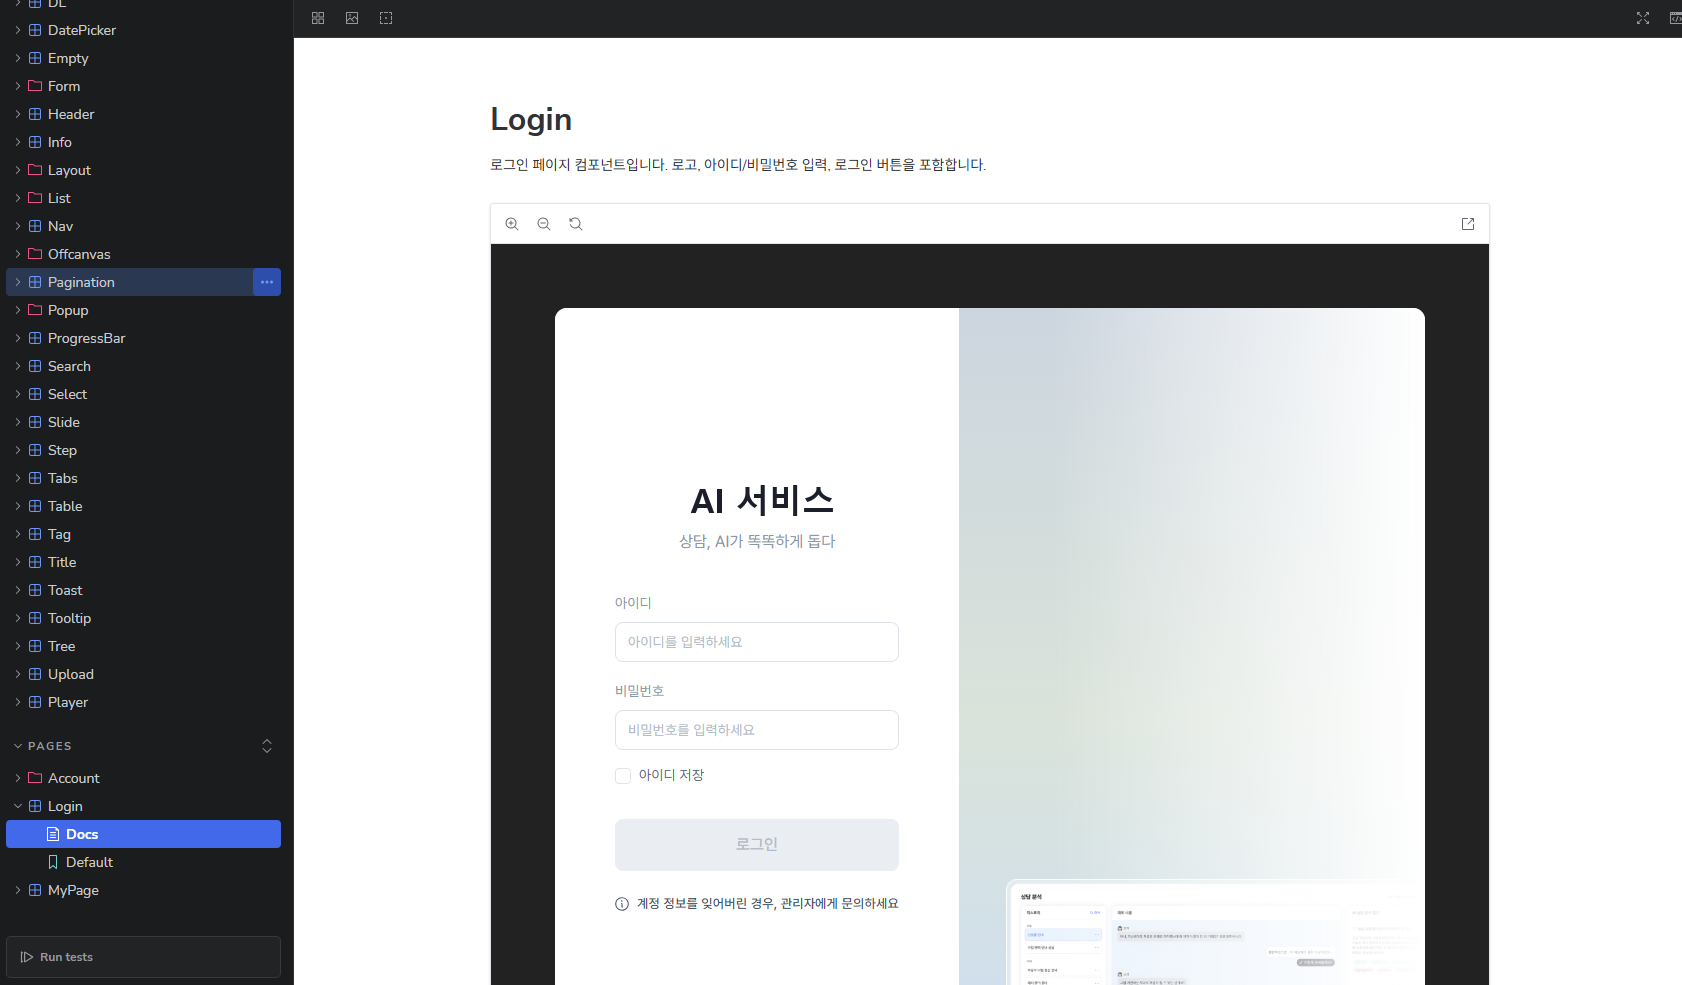 DL
DatePicker
Empty
Form
Header
Info
Layout
List
Nav
Offcanvas
Pagination
Popup
ProgressBar
Search
Select
Slide
Step
Tabs
Table
Tag
Title
Toast
Tooltip
Tree
Upload
Player
PAGES
Account
Login
Docs
Default
MyPage
Run tests
Login
로그인 페이지 컴포넌트입니다. 로고, 아이디/비밀번호 입력, 로그인 버튼을 포함합니다.
AI 서비스
상담, AI가 똑똑하게 돕다
아이디
아이디를 입력하세요
비밀번호
비밀번호를 입력하세요
아이디 저장
로그인
계정 정보를 잊어버린 경우, 관리자에게 문의하세요
상담 분석